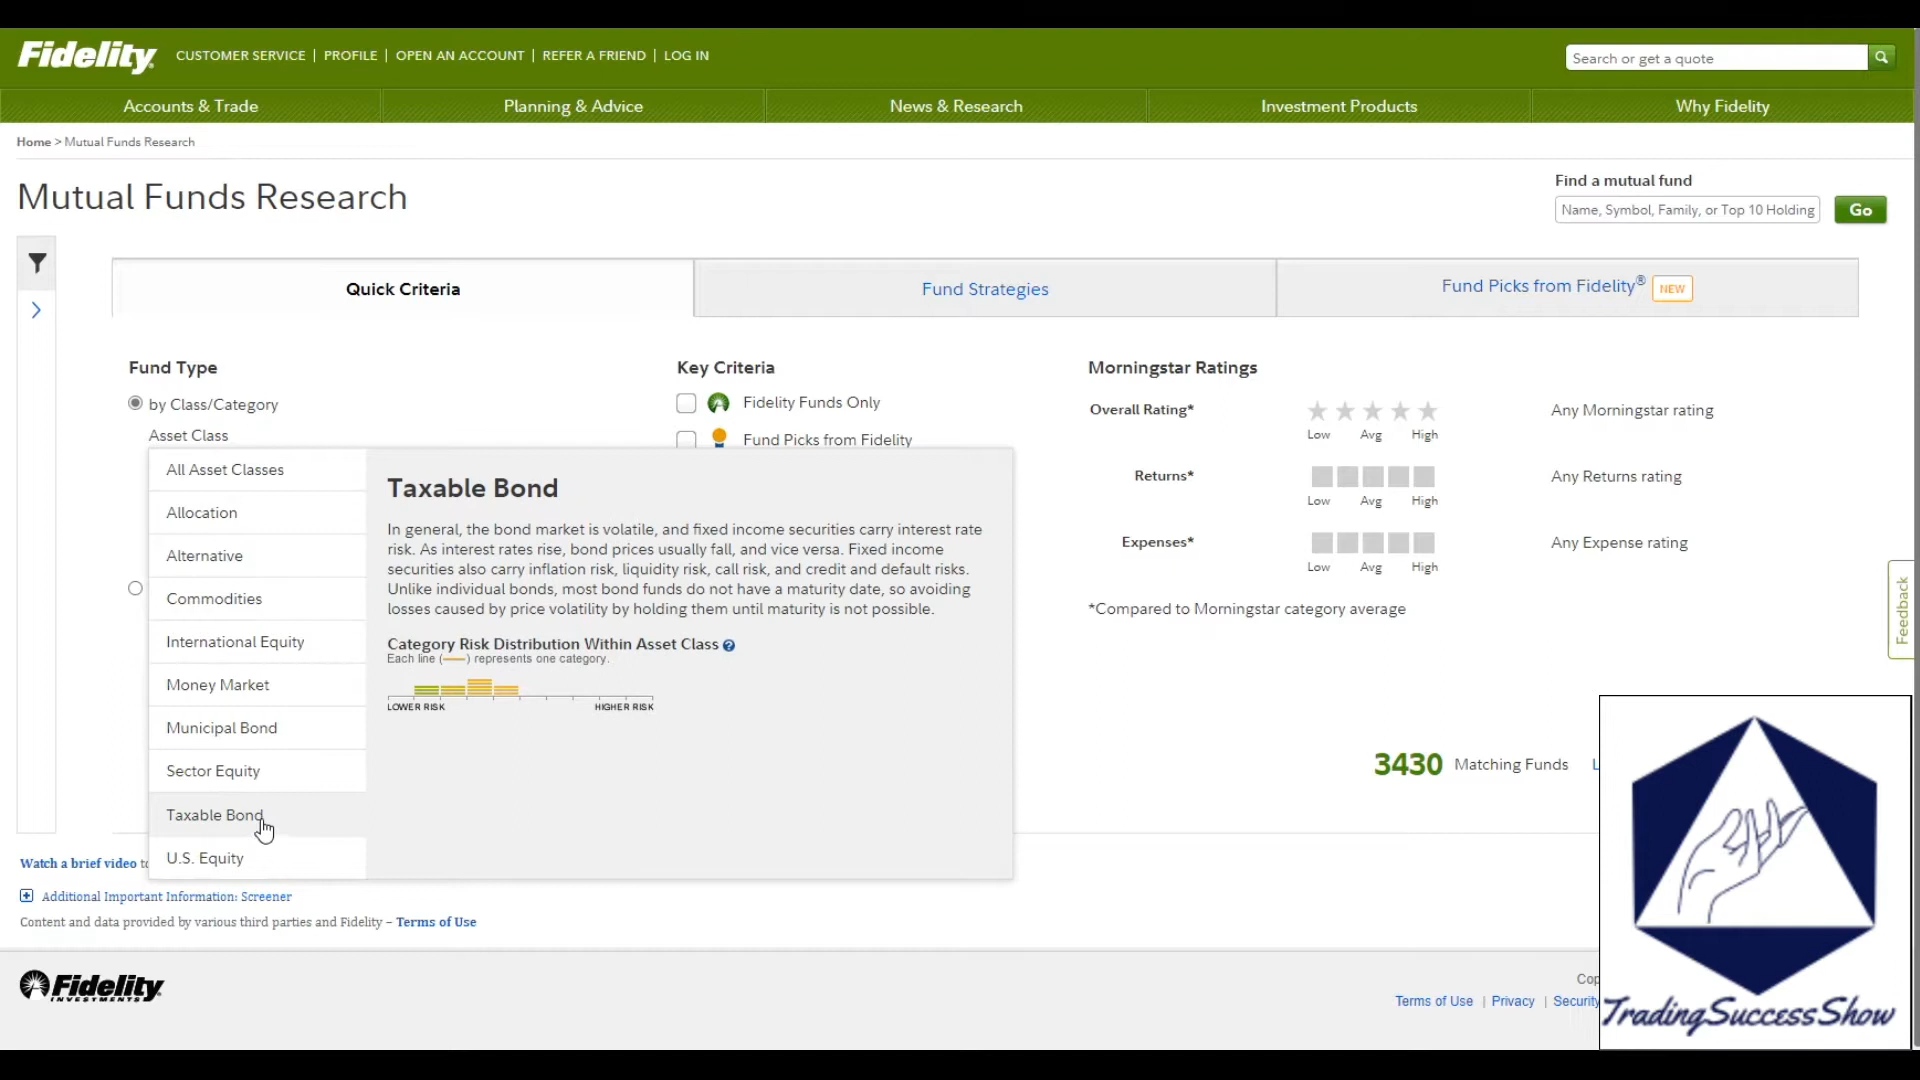 Fidelity
CUSTOMER SERVICE | PROFILE | OPEN AN ACCOUNT | REFER A FRIEND | LOG IN
Search or get a quote
Accounts & Trade
Planning & Advice
News & Research
Investment Products
Why Fidelity
Home > Mutual Funds Research
Mutual Funds Research
Find a mutual fund
Name, Symbol, Family, or Top 10 Holding
Go
Quick Criteria
Fund Strategies
Fund Picks from Fidelity® NEW
Fund Type
by Class/Category
Asset Class
All Asset Classes
Allocation
Alternative
Commodities
International Equity
Money Market
Municipal Bond
Sector Equity
Taxable Bond
U.S. Equity
Key Criteria
Fidelity Funds Only
Fund Picks from Fidelity
Taxable Bond
In general, the bond market is volatile, and fixed income securities carry interest rate
risk. As interest rates rise, bond prices usually fall, and vice versa. Fixed income
securities also carry inflation risk, liquidity risk, call risk, and credit and default risks.
Unlike individual bonds, most bond funds do not have a maturity date, so avoiding
losses caused by price volatility by holding them until maturity is not possible.
Category Risk Distribution Within Asset Class ?
Each line (—) represents one category.
LOWER RISK HIGHER RISK
Morningstar Ratings
Overall Rating* Any Morningstar rating
Low Avg High
Returns* Any Returns rating
Low Avg High
Expenses* Any Expense rating
Low Avg High
*Compared to Morningstar category average
3430 Matching Funds
Feedback
Watch a brief video
Additional Important Information: Screener
Content and data provided by various third parties and Fidelity – Terms of Use
Fidelity
INVESTMENTS
Terms of Use | Privacy | Security
TradingSuccessShow